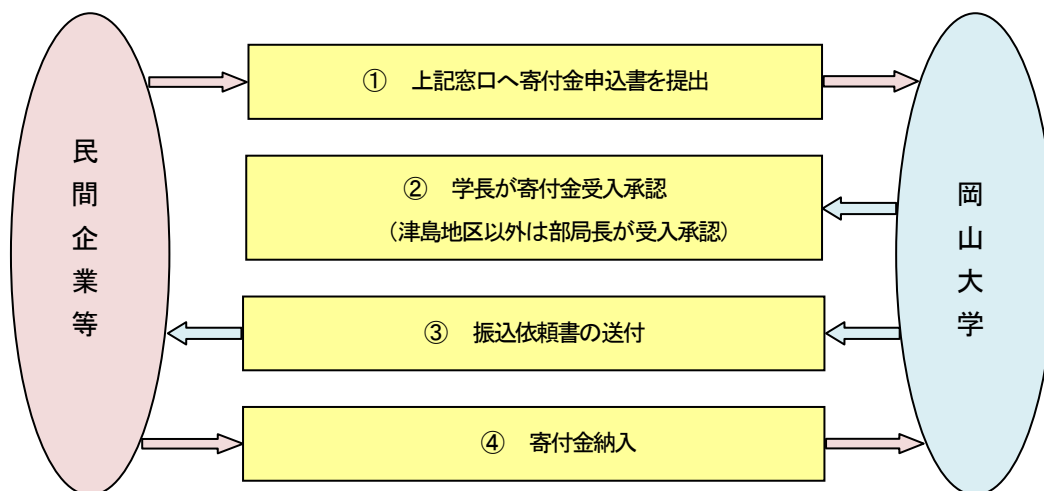 民間企業等
① 上記窓口へ寄付金申込書を提出
② 学長が寄付金受入承認
（津島地区以外は部局長が受入承認）
③ 振込依頼書の送付
④ 寄付金納入
岡山大学